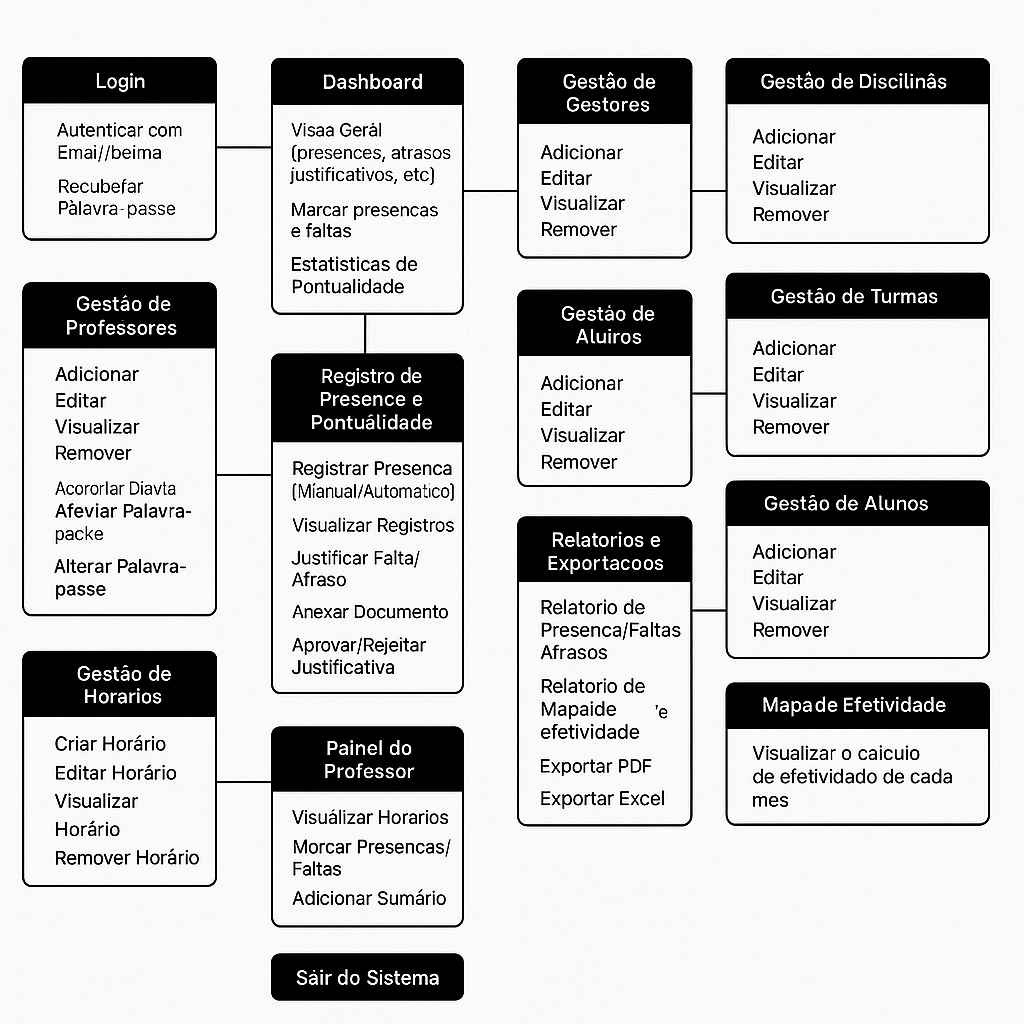 Login
Autenticar com
Emai//beima
Recubefar
Pàlavra-passe
Dashboard
Visaa Gerál
(presences, atrasos
justificativos, etc)
Marcar presencas
e faltas
Estatisticas de
Pontualidade
Gestão de
Gestores
Adicionar
Editar
Visualizar
Remover
Gestão de Discilinâs
Adicionar
Editar
Visualizar
Remover
Gestão de
Professores
Adicionar
Editar
Visualizar
Remover
Acororlar Diavta
Afeviar Palavra-
packe
Alterar Palavra-
passe
Registro de
Presence e
Pontuálidade
Registrar Presenca
(Manual/Automatico)
Visualizar Registros
Justificar Falta/
Afraso
Anexar Documento
Aprovar/Rejeitar
Justificativa
Gestão de
Aluiros
Adicionar
Editar
Visualizar
Remover
Gestão de Turmas
Adicionar
Editar
Visualizar
Remover
Gestão de Alunos
Adicionar
Editar
Visualizar
Remover
Relatorios e
Exportacoos
Relatorio de
Presenca/Faltas
Afrasos
Relatorio de
Mapaide 'e
efetividade
Exportar PDF
Exportar Excel
Mapade Efetividade
Visualizar o caicuio
de efetividado de cada
mes
Gestão de
Horarios
Criar Horário
Editar Horário
Visualizar
Horário
Remover Horário
Painel do
Professor
Visuálizar Horarios
Morcar Presencas/
Faltas
Adicionar Sumário
Sàir do Sistema